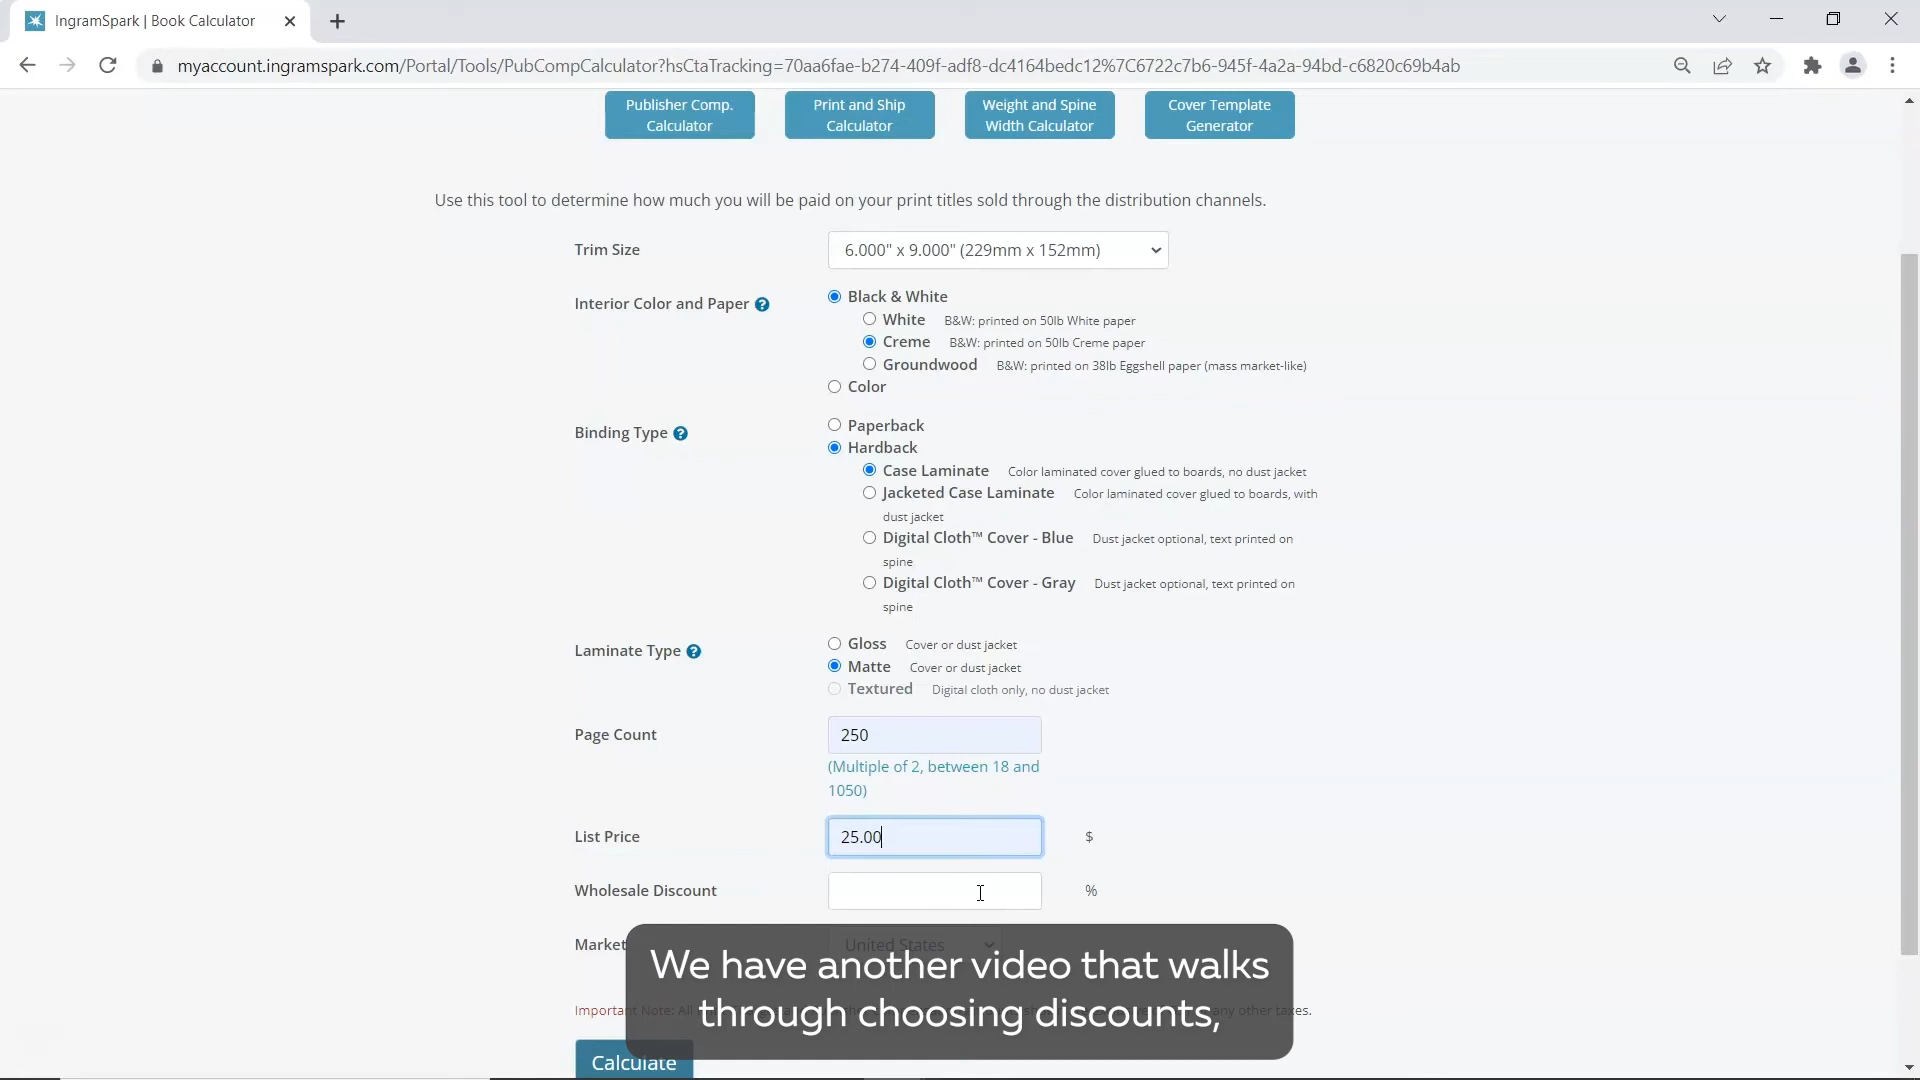 IngramSpark | Book Calculator
myaccount.ingramspark.com/Portal/Tools/PubCompCalculator?hsCtaTracking=70aa6fae-b274-409f-adf8-dc4164bedc12%7C6722c7b6-945f-4a2a-94bd-c6820c69b4ab
Publisher Comp.
Calculator
Print and Ship
Calculator
Weight and Spine
Width Calculator
Cover Template
Generator
Use this tool to determine how much you will be paid on your print titles sold through the distribution channels.
Trim Size
6.000" x 9.000" (229mm x 152mm)
Interior Color and Paper ?
Black & White
White B&W: printed on 50lb White paper
Creme B&W: printed on 50lb Creme paper
Groundwood B&W: printed on 38lb Eggshell paper (mass market-like)
Color
Binding Type ?
Paperback
Hardback
Case Laminate Color laminated cover glued to boards, no dust jacket
Jacketed Case Laminate Color laminated cover glued to boards, with
dust jacket
Digital Cloth™ Cover - Blue Dust jacket optional, text printed on
spine
Digital Cloth™ Cover - Gray Dust jacket optional, text printed on
spine
Laminate Type ?
Gloss Cover or dust jacket
Matte Cover or dust jacket
Textured Digital cloth only, no dust jacket
Page Count
250
(Multiple of 2, between 18 and
1050)
List Price
25.00
$
Wholesale Discount
%
Market
United States
We have another video that walks
through choosing discounts,
Important Note: All any other taxes.
Calculate